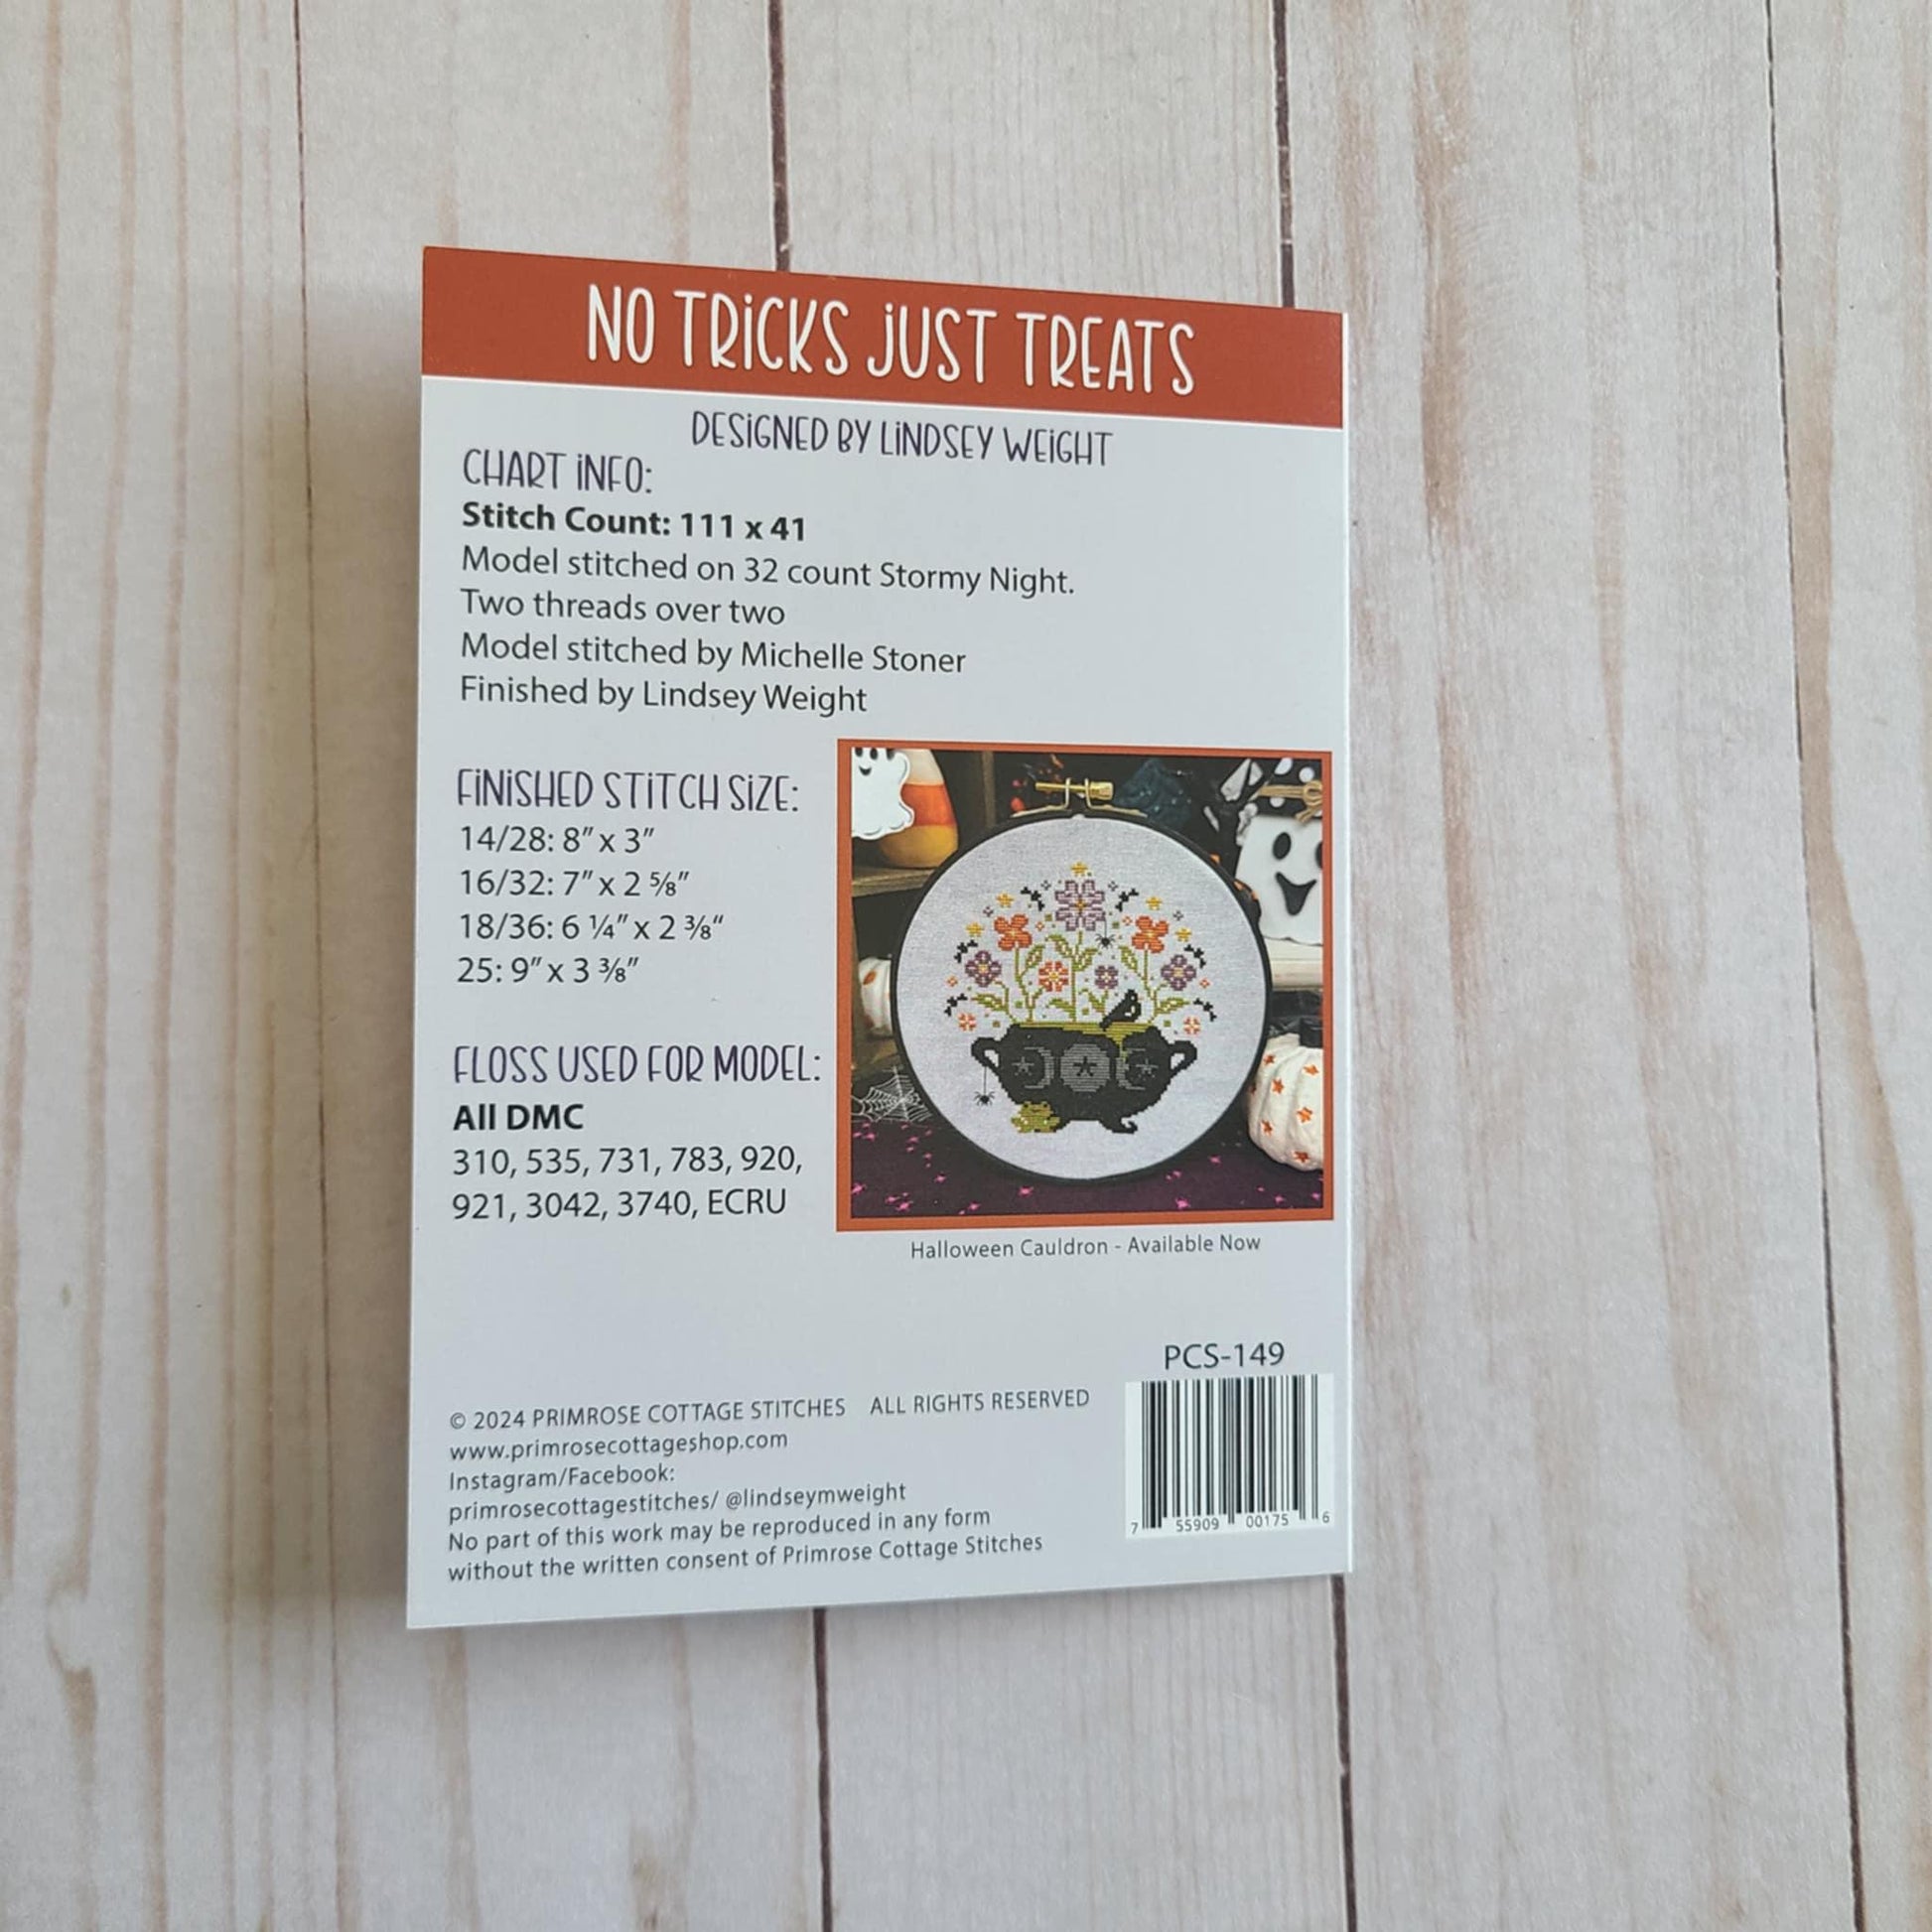 NO TRiCKS JUST TREATS
DESiGNED BY LiNDSEY WEiGHT
CHART iNFO:
Stitch Count: 111 x 41
Model stitched on 32 count Stormy Night.
Two threads over two
Model stitched by Michelle Stoner
Finished by Lindsey Weight
FiNiSHED STiTCH SiZE:
14/28: 8” x 3”
16/32: 7” x 2 ⅝”
18/36: 6 ¼” x 2 ⅜“
25: 9” x 3 ⅜”
FLOSS USED FOR MODEL:
All DMC
310, 535, 731, 783, 920,
921, 3042, 3740, ECRU
Halloween Cauldron - Available Now
PCS-149
© 2024 PRIMROSE COTTAGE STITCHES ALL RIGHTS RESERVED
www.primrosecottageshop.com
Instagram/Facebook:
primrosecottagestitches/ @lindseymweight
No part of this work may be reproduced in any form
without the written consent of Primrose Cottage Stitches
7 55909 00175 6